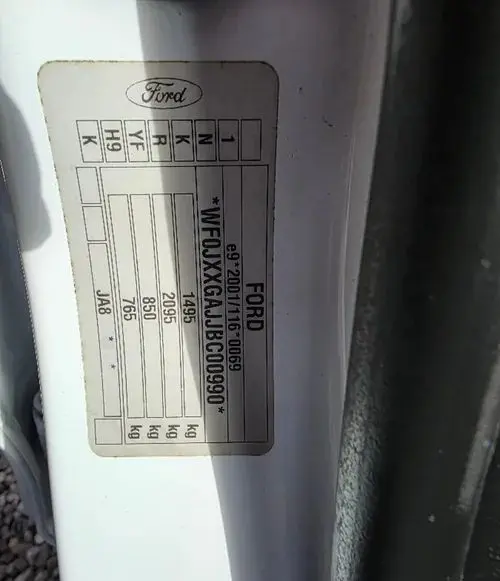 Ford
FORD
e9*2001/116*0069
*WF0JXXGAJJBC00990*
1495 kg
2095 kg
850 kg
765 kg
JA8 * *
1
N
K
R
YF
H9
K